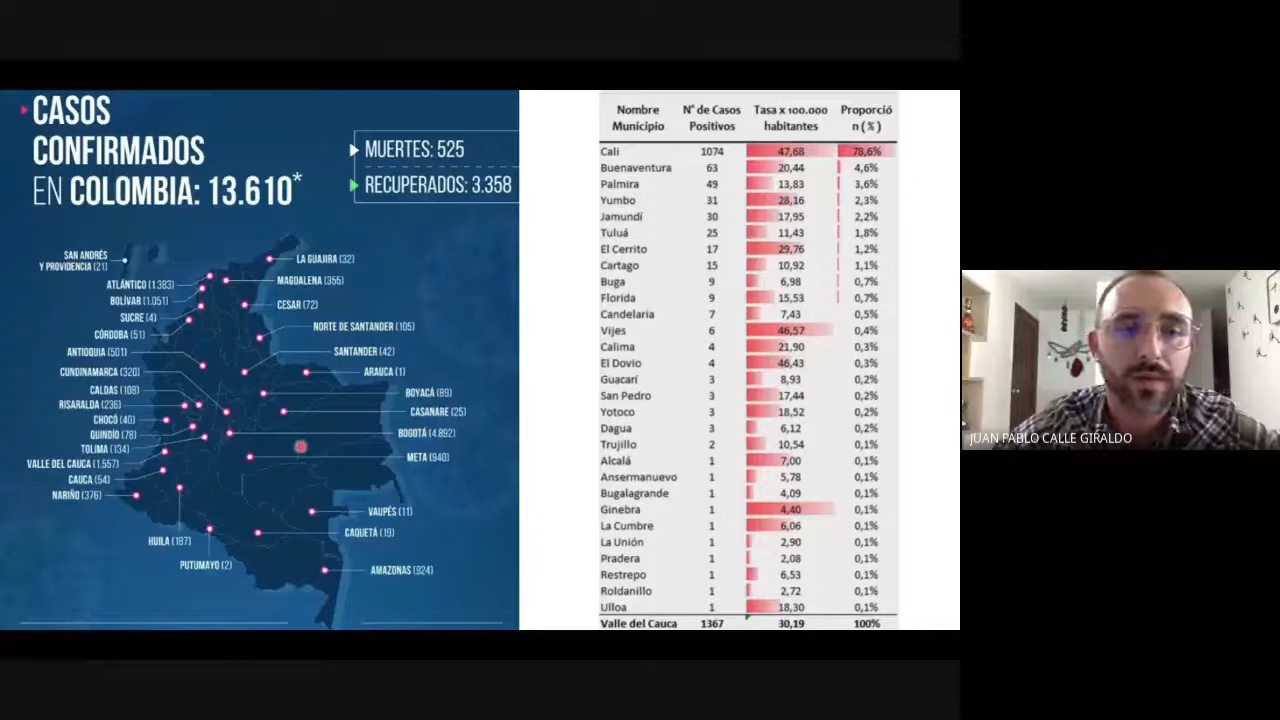 CASOS
CONFIRMADOS
EN COLOMBIA: 13.610*
MUERTES: 525
RECUPERADOS: 3.358
SAN ANDRÉS
Y PROVIDENCIA (21)
ATLÁNTICO (1.383)
BOLÍVAR (1.051)
SUCRE (4)
CÓRDOBA (51)
ANTIOQUIA (501)
CUNDINAMARCA (320)
CALDAS (108)
RISARALDA (236)
CHOCÓ (40)
QUINDÍO (78)
TOLIMA (134)
VALLE DEL CAUCA (1.557)
CAUCA (54)
NARIÑO (376)
HUILA (187)
PUTUMAYO (2)
LA GUAJIRA (32)
MAGDALENA (355)
CESAR (72)
NORTE DE SANTANDER (105)
SANTANDER (42)
ARAUCA (1)
BOYACÁ (89)
CASANARE (25)
BOGOTÁ (4.892)
META (940)
VAUPÉS (11)
CAQUETÁ (19)
AMAZONAS (924)
Nombre Municipio N° de Casos Positivos Tasa x 100.000 habitantes Proporció n ( % )
Cali 1074 47,68 78,6%
Buenaventura 63 20,44 4,6%
Palmira 49 13,83 3,6%
Yumbo 31 28,16 2,3%
Jamundí 30 17,95 2,2%
Tuluá 25 11,43 1,8%
El Cerrito 17 29,76 1,2%
Cartago 15 10,92 1,1%
Buga 9 6,98 0,7%
Florida 9 15,53 0,7%
Candelaria 7 7,43 0,5%
Vijes 6 46,57 0,4%
Calima 4 21,90 0,3%
El Dovio 4 46,43 0,3%
Guacarí 3 8,93 0,2%
San Pedro 3 17,44 0,2%
Yotoco 3 18,52 0,2%
Dagua 3 6,12 0,2%
Trujillo 2 10,54 0,1%
Alcalá 1 7,00 0,1%
Ansermanuevo 1 5,78 0,1%
Bugalagrande 1 4,09 0,1%
Ginebra 1 4,40 0,1%
La Cumbre 1 6,06 0,1%
La Unión 1 2,90 0,1%
Pradera 1 2,08 0,1%
Restrepo 1 6,53 0,1%
Roldanillo 1 2,72 0,1%
Ulloa 1 18,30 0,1%
Valle del Cauca 1367 30,19 100%
JUAN PABLO CALLE GIRALDO